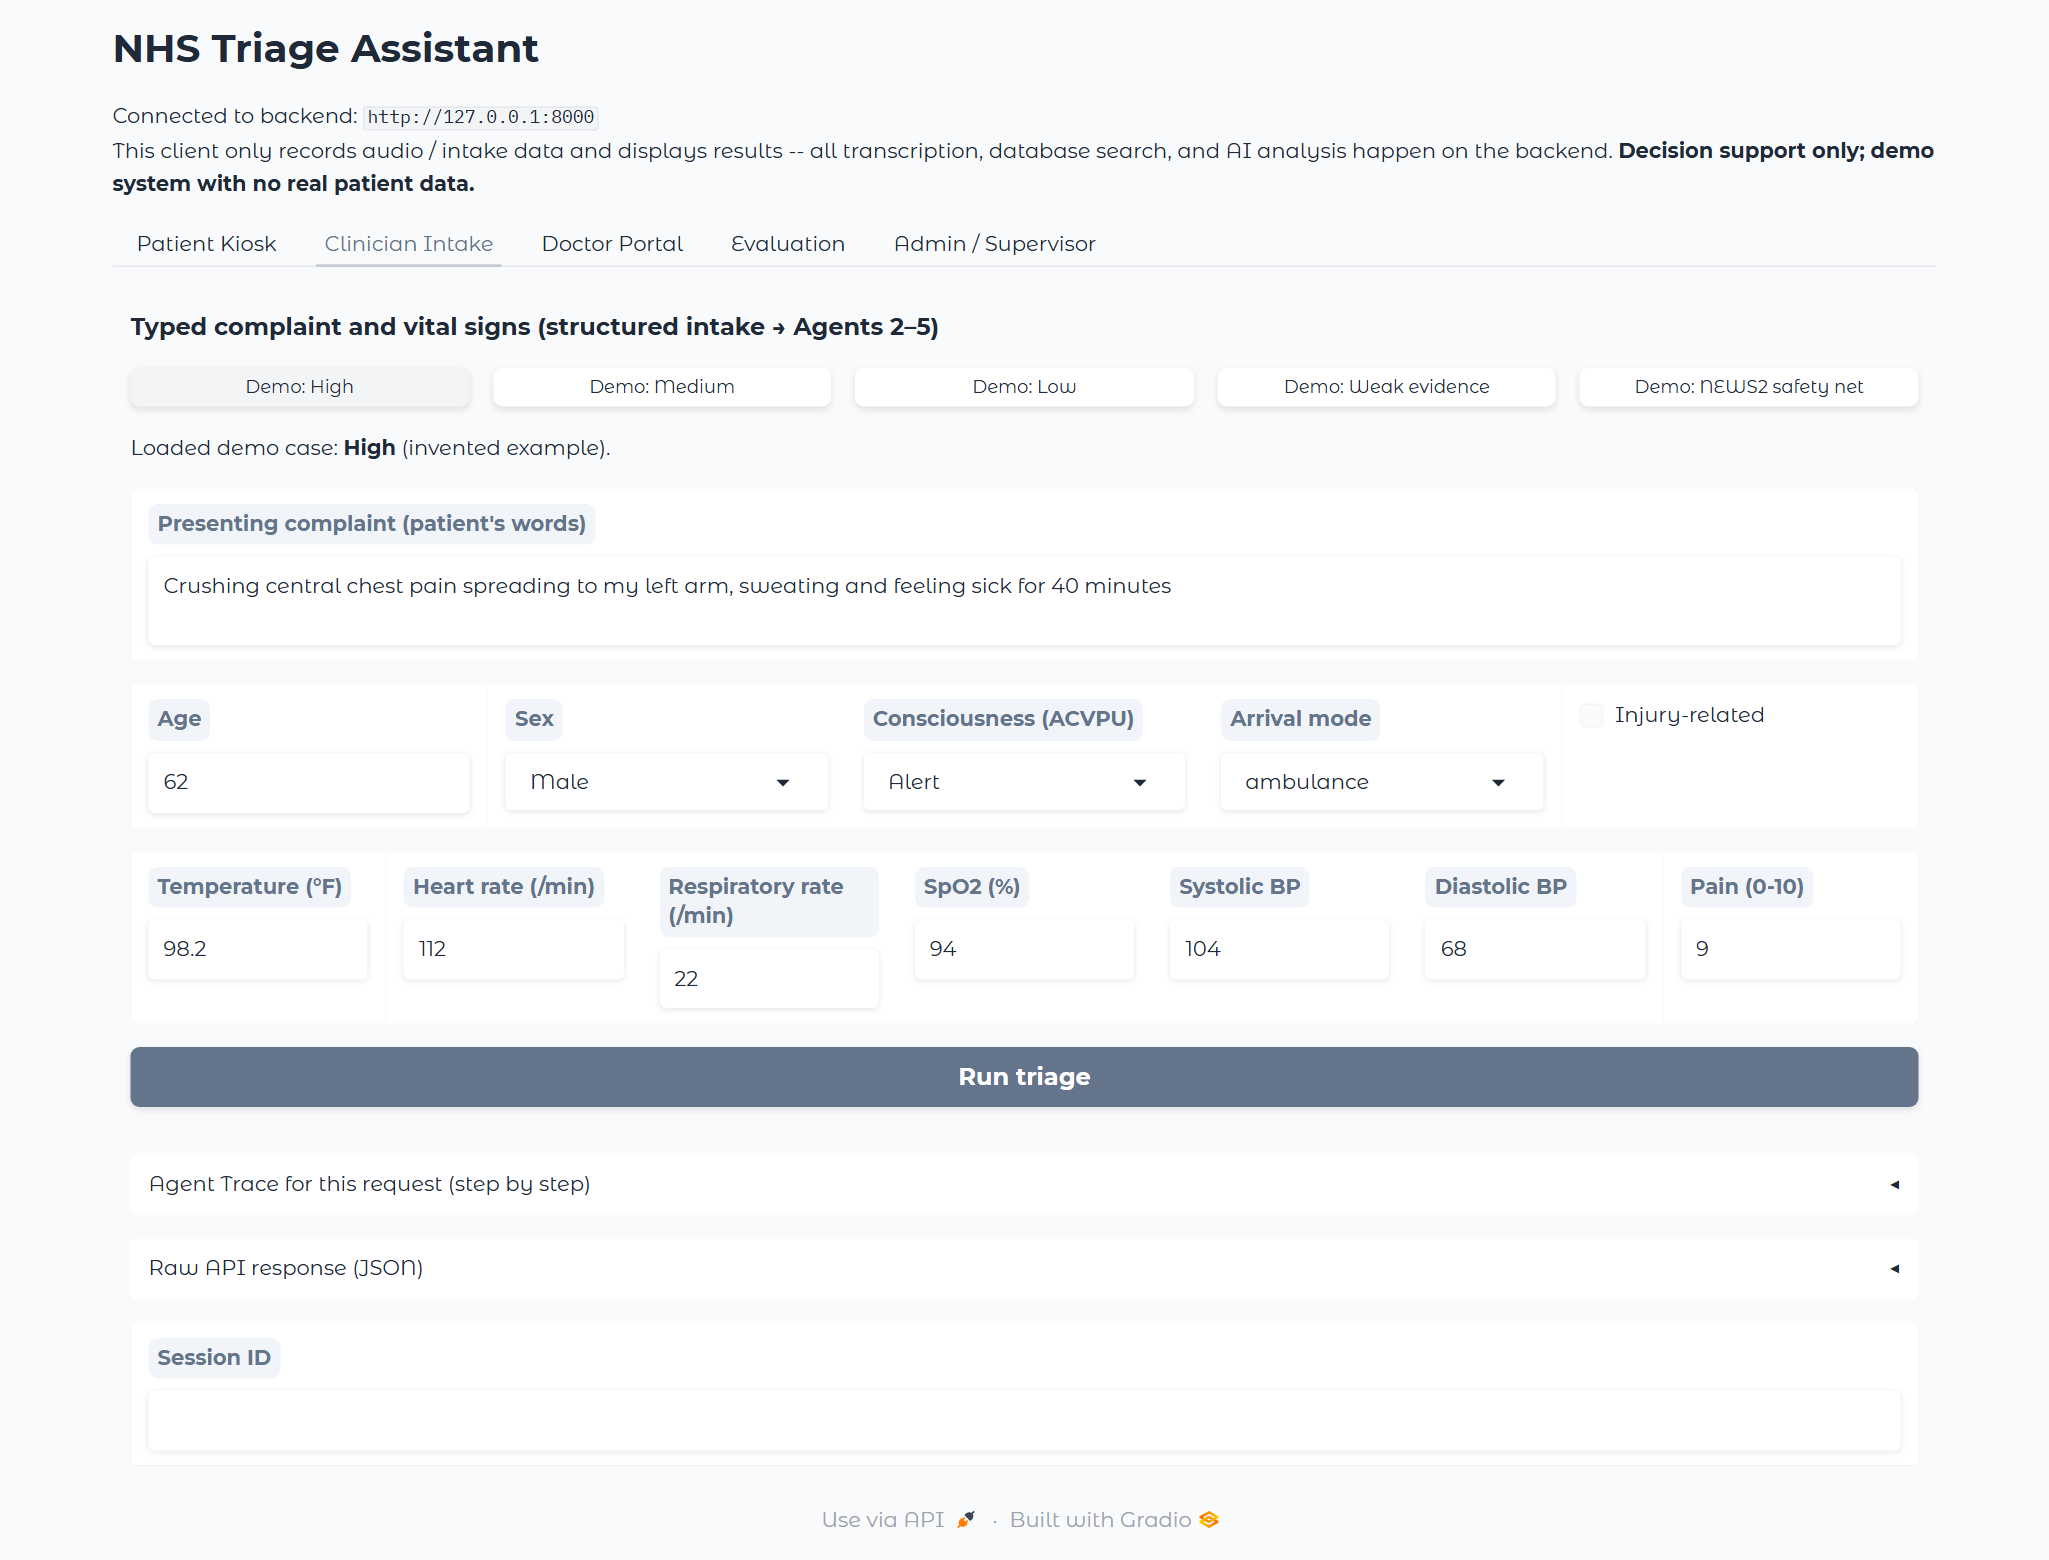 NHS Triage Assistant
Connected to backend: http://127.0.0.1:8000
This client only records audio / intake data and displays results -- all transcription, database search, and AI analysis happen on the backend. Decision support only; demo
system with no real patient data.
Patient Kiosk
Clinician Intake
Doctor Portal
Evaluation
Admin / Supervisor
Typed complaint and vital signs (structured intake → Agents 2–5)
Demo: High
Demo: Medium
Demo: Low
Demo: Weak evidence
Demo: NEWS2 safety net
Loaded demo case: High (invented example).
Presenting complaint (patient's words)
Crushing central chest pain spreading to my left arm, sweating and feeling sick for 40 minutes
Age
62
Sex
Male
Consciousness (ACVPU)
Alert
Arrival mode
ambulance
Injury-related
Temperature (°F)
98.2
Heart rate (/min)
112
Respiratory rate
(/min)
22
SpO2 (%)
94
Systolic BP
104
Diastolic BP
68
Pain (0-10)
9
Run triage
Agent Trace for this request (step by step)
Raw API response (JSON)
Session ID
Use via API · Built with Gradio